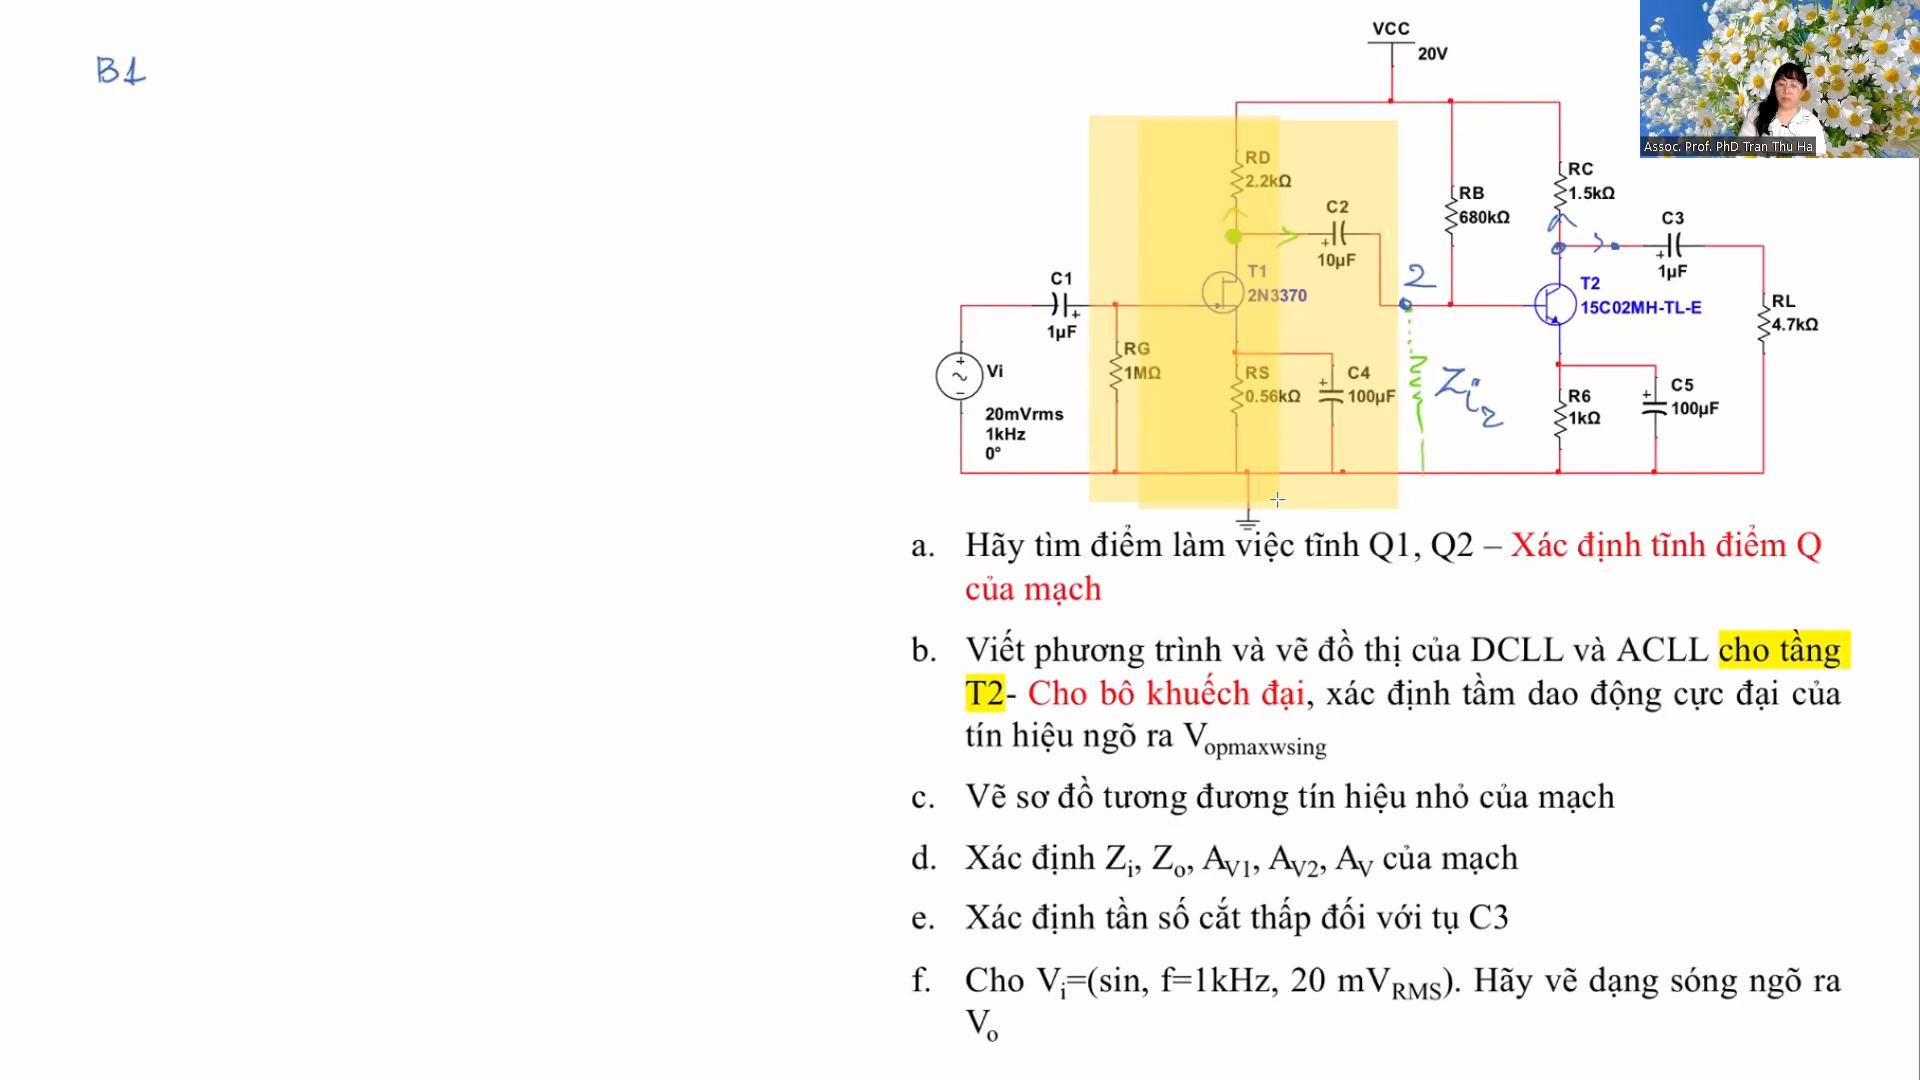 B1
VCC
20V
Assoc. Prof. PhD Tran Thu Ha
RD
2.2kΩ
RC
1.5kΩ
RB
680kΩ
C2
10µF
C3
1µF
2
C1
1µF
T1
2N3370
T2
15C02MH-TL-E
RL
4.7kΩ
RG
1MΩ
Vi
20mVrms
1kHz
0°
RS
0.56kΩ
C4
100µF
Zi2
R6
1kΩ
C5
100µF
a. Hãy tìm điểm làm việc tĩnh Q1, Q2 – Xác định tĩnh điểm Q
của mạch
b. Viết phương trình và vẽ đồ thị của DCLL và ACLL cho tầng
T2- Cho bô khuếch đại, xác định tầm dao động cực đại của
tín hiệu ngõ ra Vopmaxwsing
c. Vẽ sơ đồ tương đương tín hiệu nhỏ của mạch
d. Xác định Zi, Zo, AV1, AV2, AV của mạch
e. Xác định tần số cắt thấp đối với tụ C3
f. Cho Vi=(sin, f=1kHz, 20 mVRMS). Hãy vẽ dạng sóng ngõ ra
Vo